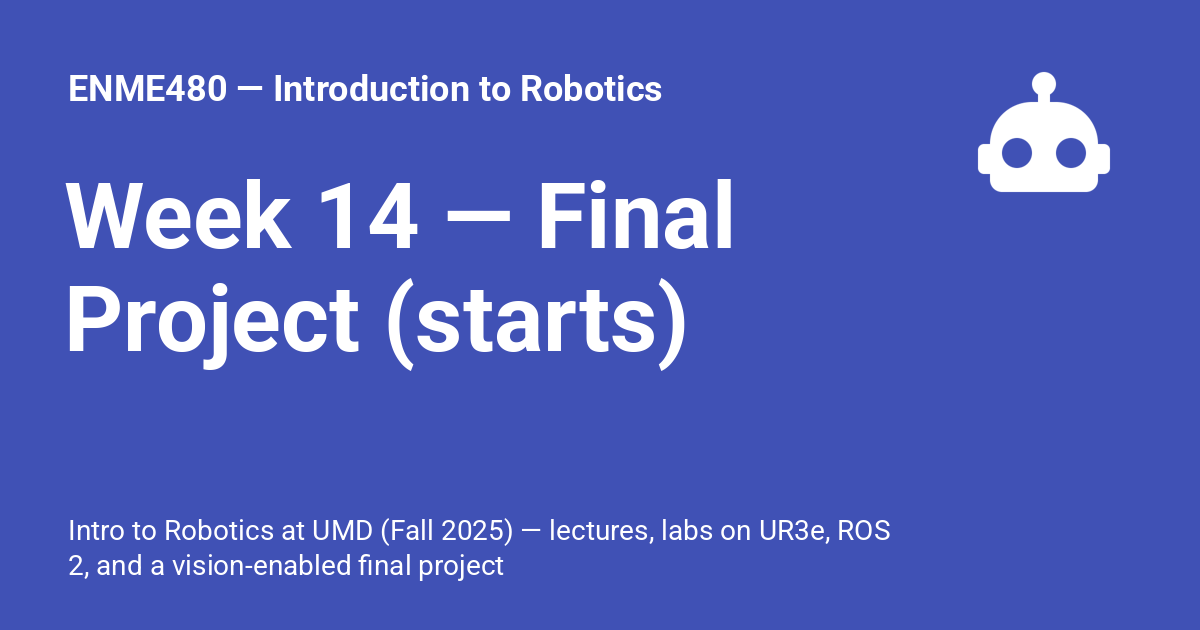 ENME480 — Introduction to Robotics
Week 14 — Final
Project (starts)
Intro to Robotics at UMD (Fall 2025) — lectures, labs on UR3e, ROS
2, and a vision-enabled final project